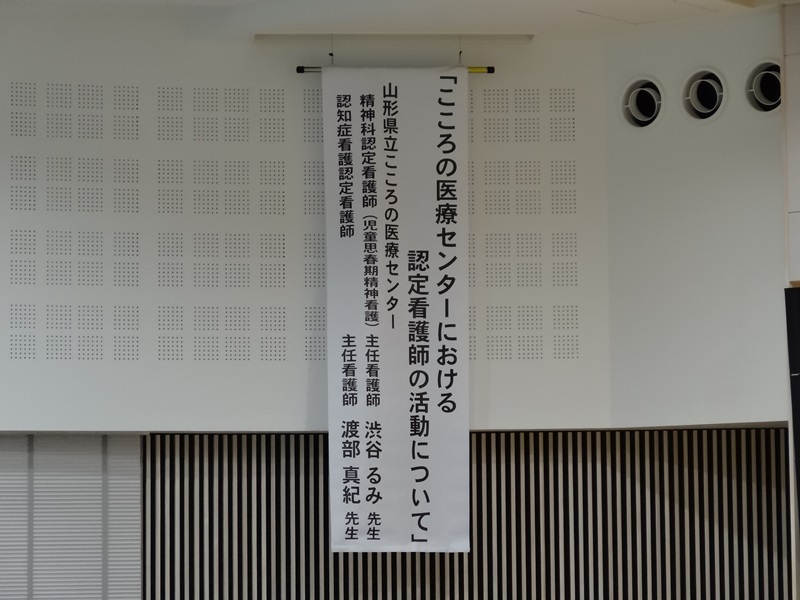 「こころの医療センターにおける
認定看護師の活動について」
山形県立こころの医療センター
精神科認定看護師（児童思春期精神看護） 主任看護師 渋谷 るみ 先生
認知症看護認定看護師 主任看護師 渡部 真紀 先生